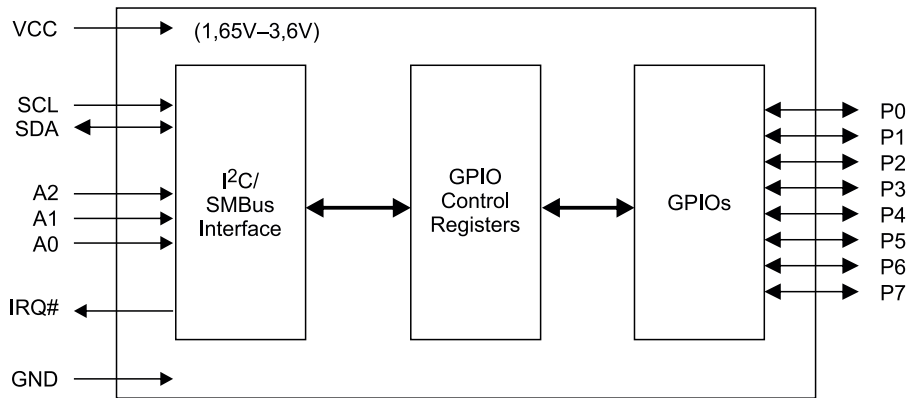 VCC
(1,65V–3,6V)
SCL
SDA
A2
A1
A0
IRQ#
GND
I²C/
SMBus
Interface
GPIO
Control
Registers
GPIOs
P0
P1
P2
P3
P4
P5
P6
P7